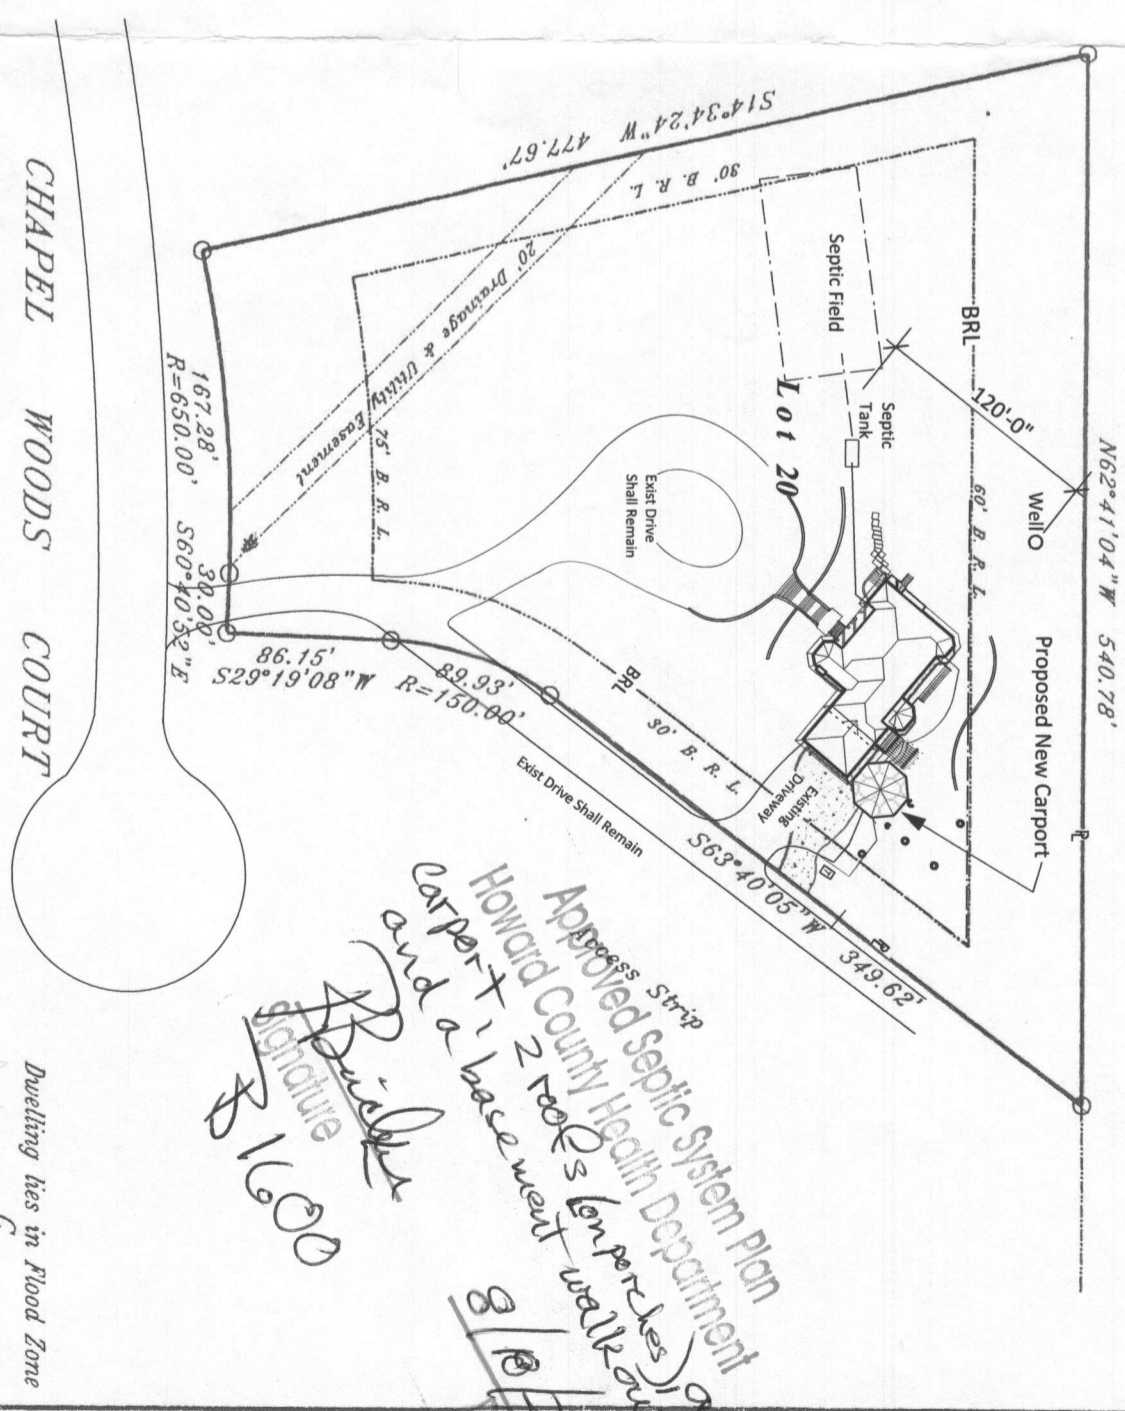 N62°41'04"W 540.78'
Proposed New Carport
Well
120'-0"
BRL
60' B. R. L.
S14°34'24"W 477.67'
30' B. R. L.
Septic Field
Septic
Tank
Lot 20
20' Drainage & Utility Easement
75' B. R. L.
Exist Drive
Shall Remain
BRL
30' B. R. L.
Existing
Driveway
S63°40'05"W 349.62'
Exist Drive Shall Remain
Access Strip
167.28'
R=650.00'
30.00'
S60°40'52"E
86.15'
S29°19'08"W
89.93'
R=150.00'
CHAPEL WOODS COURT
Approved Septic System Plan
Howard County Health Department
carport, 2 roofs (on porches),
and a basement
Signature
8/18/
Dwelling lies in Flood Zone